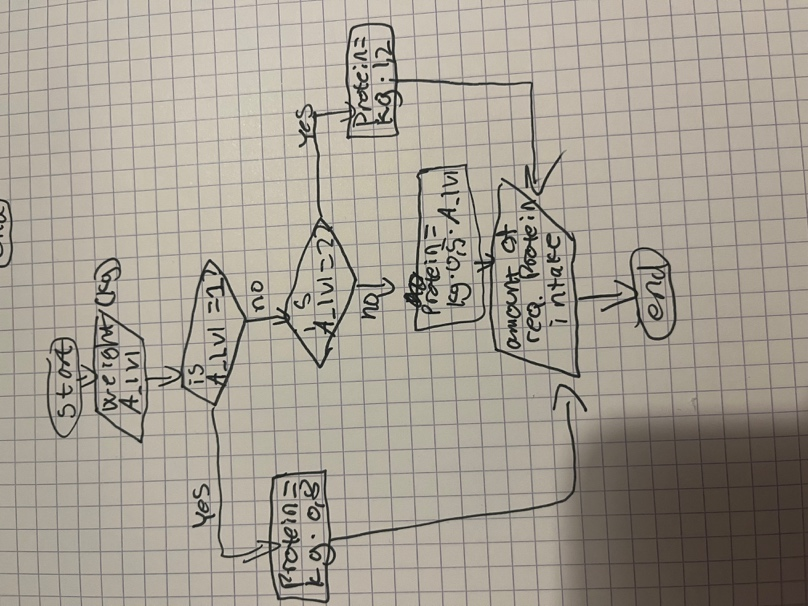 end
Start
weight/(kg)
A_lvl
is
A_lvl=1?
yes
no
Protein=
kg·0,8
is
A_lvl=2?
yes
no
Protein=
kg·1,2
Protein=
kg·0,5·A_lvl
amount of
req. Protein
intake
end